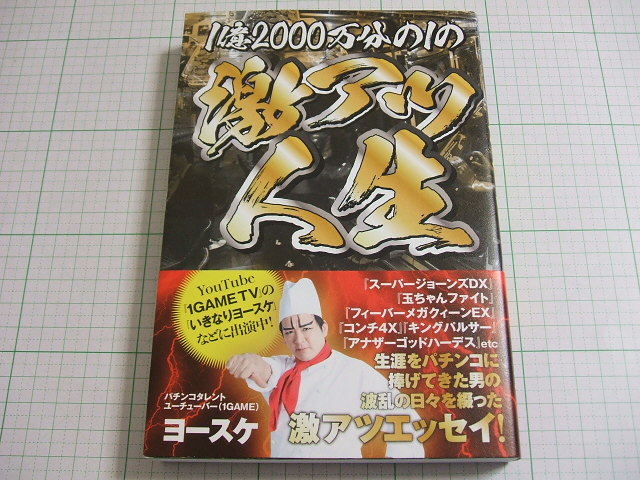 1億2000万分の1の
激アツ
人生
YouTube
『1GAME TV』の
『いきなりヨースケ』
などに出演中!
『スーパージョーンズDX』
『玉ちゃんファイト』
『フィーバーメガクィーンEX』
『コンチ4X』『キングパルサー』
『アナザーゴッドハーデス』etc
生涯をパチンコに
捧げてきた男の
波乱の日々を綴った
激アツエッセイ!
パチンコタレント
ユーチューバー(1GAME)
ヨースケ